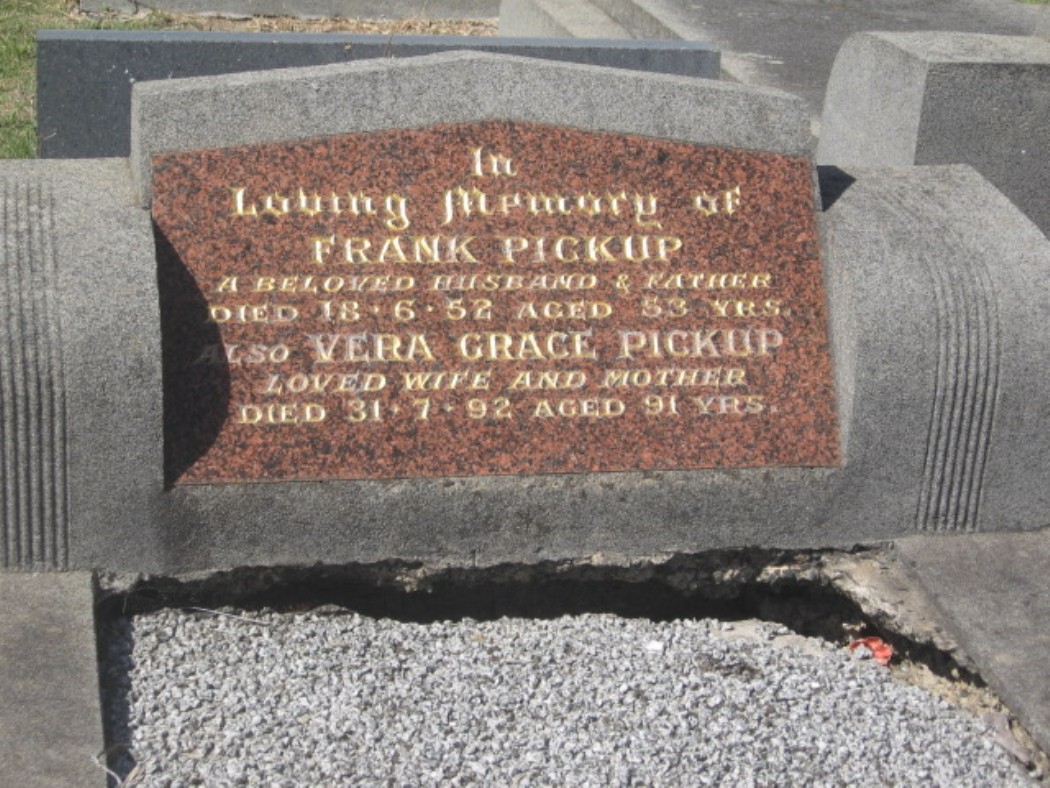 In
Loving Memory of
FRANK PICKUP
A BELOVED HUSBAND & FATHER
DIED 18·6·52 AGED 53 YRS.
ALSO VERA GRACE PICKUP
LOVED WIFE AND MOTHER
DIED 31·7·92 AGED 91 YRS.